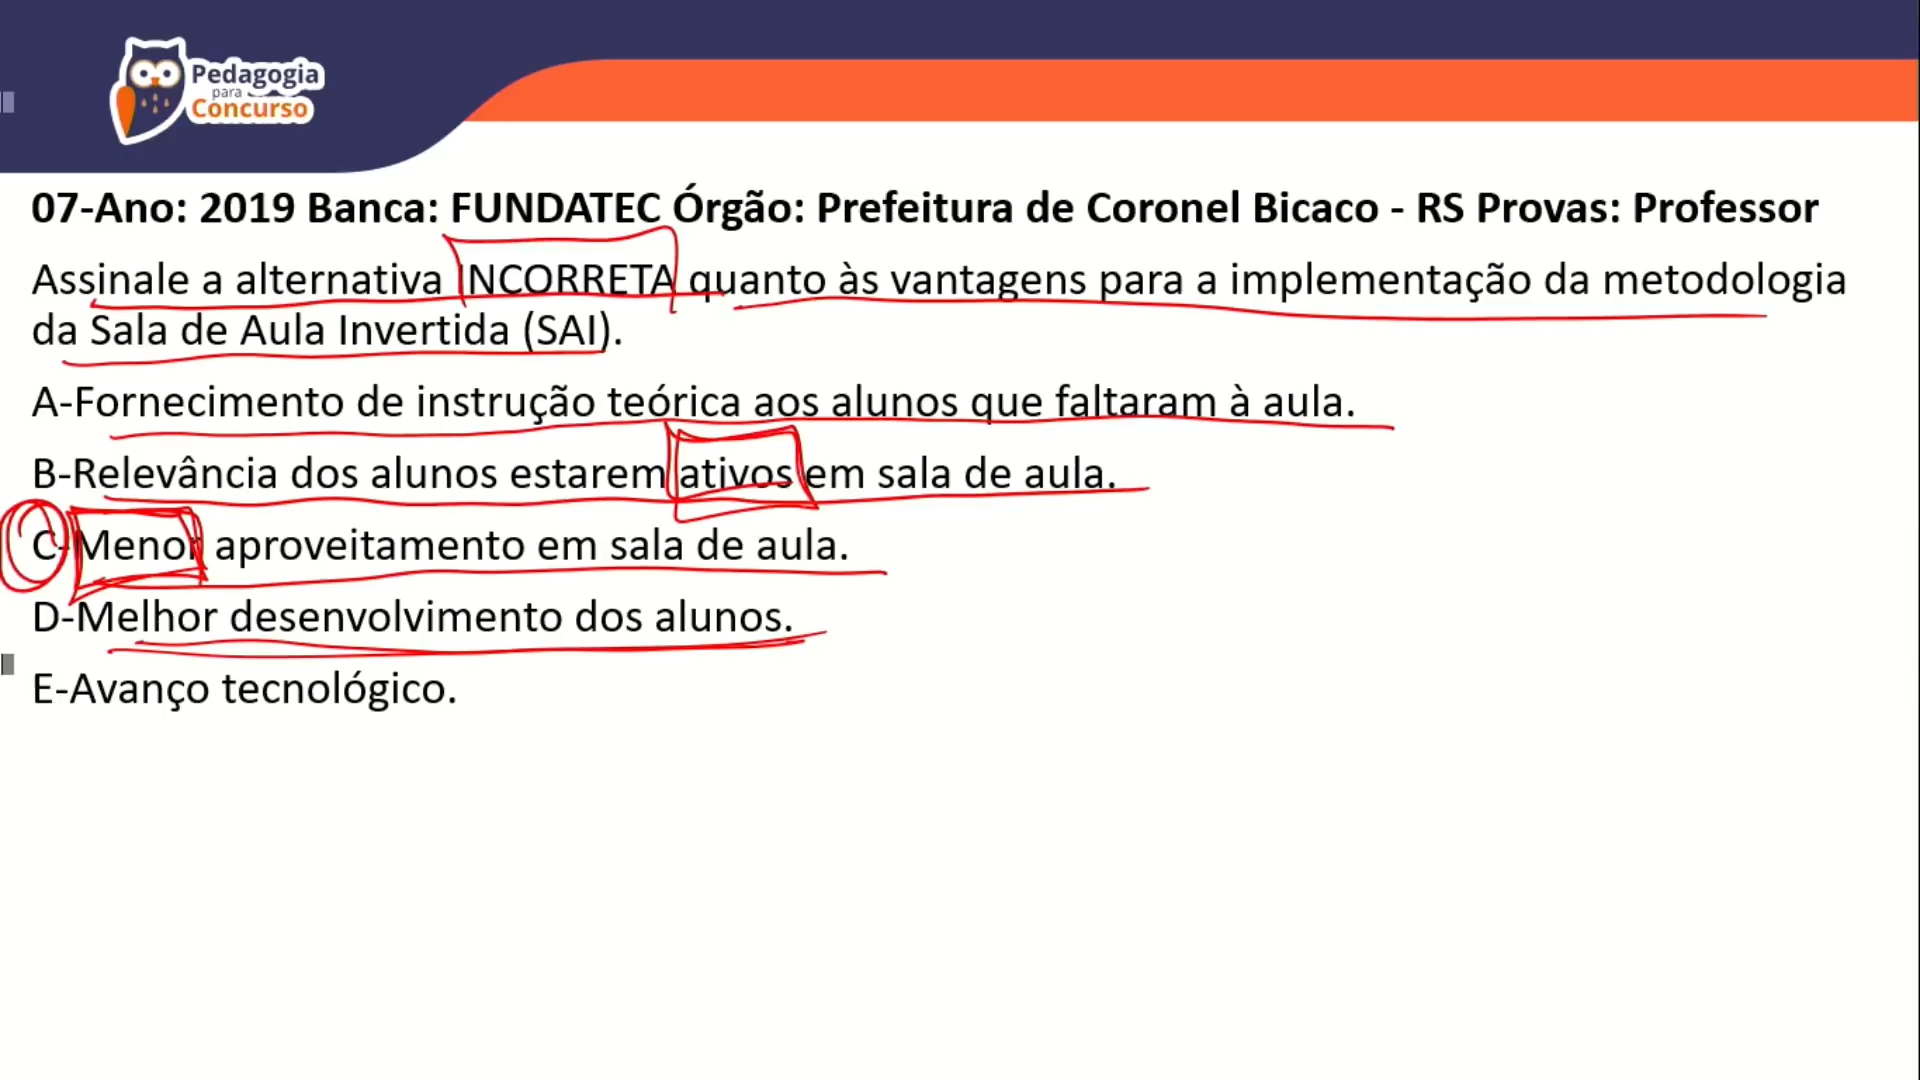 Pedagogia
para
Concurso
07-Ano: 2019 Banca: FUNDATEC Órgão: Prefeitura de Coronel Bicaco - RS Provas: Professor
Assinale a alternativa INCORRETA quanto às vantagens para a implementação da metodologia
da Sala de Aula Invertida (SAI).
A-Fornecimento de instrução teórica aos alunos que faltaram à aula.
B-Relevância dos alunos estarem ativos em sala de aula.
C-Menor aproveitamento em sala de aula.
D-Melhor desenvolvimento dos alunos.
E-Avanço tecnológico.